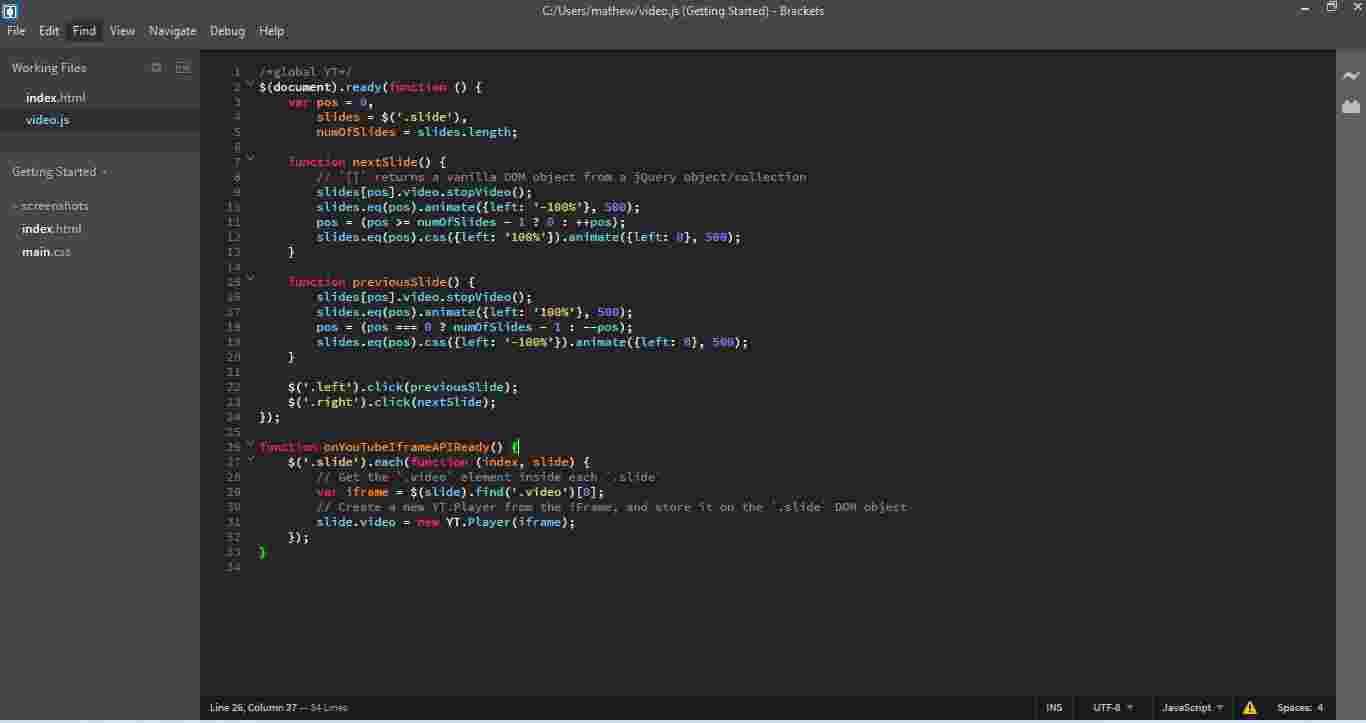 C:/Users/mathew/video.js (Getting Started) - Brackets
File Edit Find View Navigate Debug Help
Working Files
index.html
video.js
Getting Started
screenshots
index.html
main.css
1 /*global YT*/
2 $(document).ready(function () {
3     var pos = 0,
4         slides = $('.slide'),
5         numOfSlides = slides.length;
6
7     function nextSlide() {
8         // `[]` returns a vanilla DOM object from a jQuery object/collection
9         slides[pos].video.stopVideo();
10         slides.eq(pos).animate({left: '-100%'}, 500);
11         pos = (pos >= numOfSlides - 1 ? 0 : ++pos);
12         slides.eq(pos).css({left: '100%'}).animate({left: 0}, 500);
13     }
14
15     function previousSlide() {
16         slides[pos].video.stopVideo();
17         slides.eq(pos).animate({left: '100%'}, 500);
18         pos = (pos === 0 ? numOfSlides - 1 : --pos);
19         slides.eq(pos).css({left: '-100%'}).animate({left: 0}, 500);
20     }
21
22     $('.left').click(previousSlide);
23     $('.right').click(nextSlide);
24 });
25
26 function onYouTubeIframeAPIReady() {
27     $('.slide').each(function (index, slide) {
28         // Get the `.video` element inside each `.slide`
29         var iframe = $(slide).find('.video')[0];
30         // Create a new YT.Player from the iFrame, and store it on the `.slide` DOM object
31         slide.video = new YT.Player(iframe);
32     });
33 }
34
Line 26, Column 37 — 34 Lines
INS UTF-8 JavaScript Spaces: 4